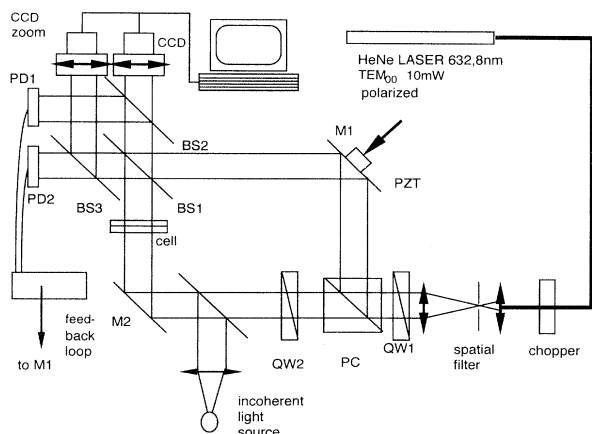 CCD
zoom
CCD
PD1
HeNe LASER 632,8nm
TEM00 10mW
polarized
M1
BS2
PZT
PD2
BS3
BS1
cell
feed-
back
loop
M2
to M1
QW2
PC
QW1
spatial
filter
chopper
incoherent
light
source